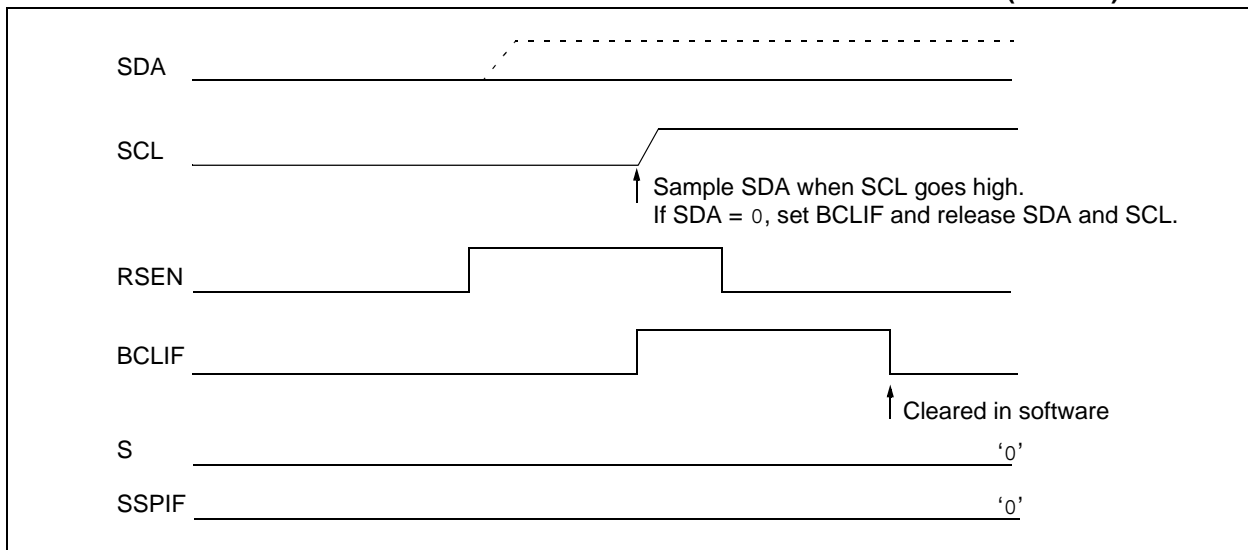 SDA
SCL
Sample SDA when SCL goes high.
If SDA = 0, set BCLIF and release SDA and SCL.
RSEN
BCLIF
Cleared in software
S
‘0’
SSPIF
‘0’